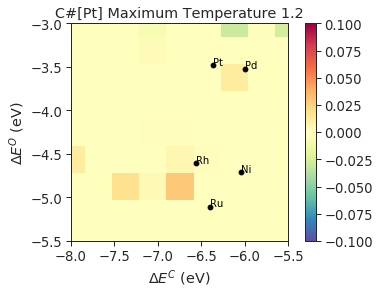 C#[Pt] Maximum Temperature 1.2
−3.0
−3.5
−4.0
−4.5
−5.0
−5.5
ΔE^O (eV)
Pt
Pd
Rh
Ni
Ru
−8.0 −7.5 −7.0 −6.5 −6.0 −5.5
ΔE^C (eV)
0.100
0.075
0.050
0.025
0.000
−0.025
−0.050
−0.075
−0.100